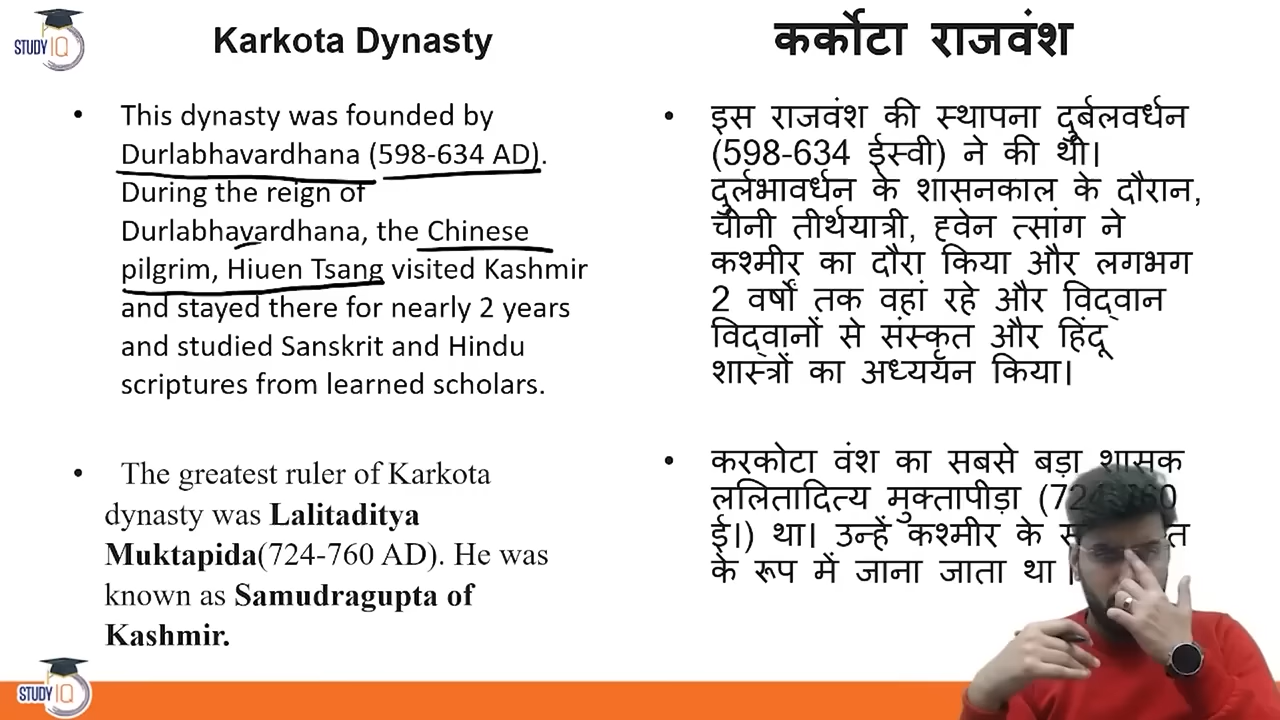 STUDY IQ
Karkota Dynasty
कर्कोटा राजवंश
• This dynasty was founded by
Durlabhavardhana (598-634 AD).
During the reign of
Durlabhavardhana, the Chinese
pilgrim, Hiuen Tsang visited Kashmir
and stayed there for nearly 2 years
and studied Sanskrit and Hindu
scriptures from learned scholars.
• The greatest ruler of Karkota
dynasty was Lalitaditya
Muktapida(724-760 AD). He was
known as Samudragupta of
Kashmir.
• इस राजवंश की स्थापना दुर्बलवर्धन
(598-634 ईस्वी) ने की थी।
दुर्लभावर्धन के शासनकाल के दौरान,
चीनी तीर्थयात्री, ह्वेन त्सांग ने
कश्मीर का दौरा किया और लगभग
2 वर्षों तक वहां रहे और विद्वान
विद्वानों से संस्कृत और हिंदू
शास्त्रों का अध्ययन किया।
• करकोटा वंश का सबसे बड़ा शासक
ललितादित्य मुक्तापीड़ा (724-760
ई।) था। उन्हें कश्मीर के
के रूप में जाना जाता था
STUDY IQ